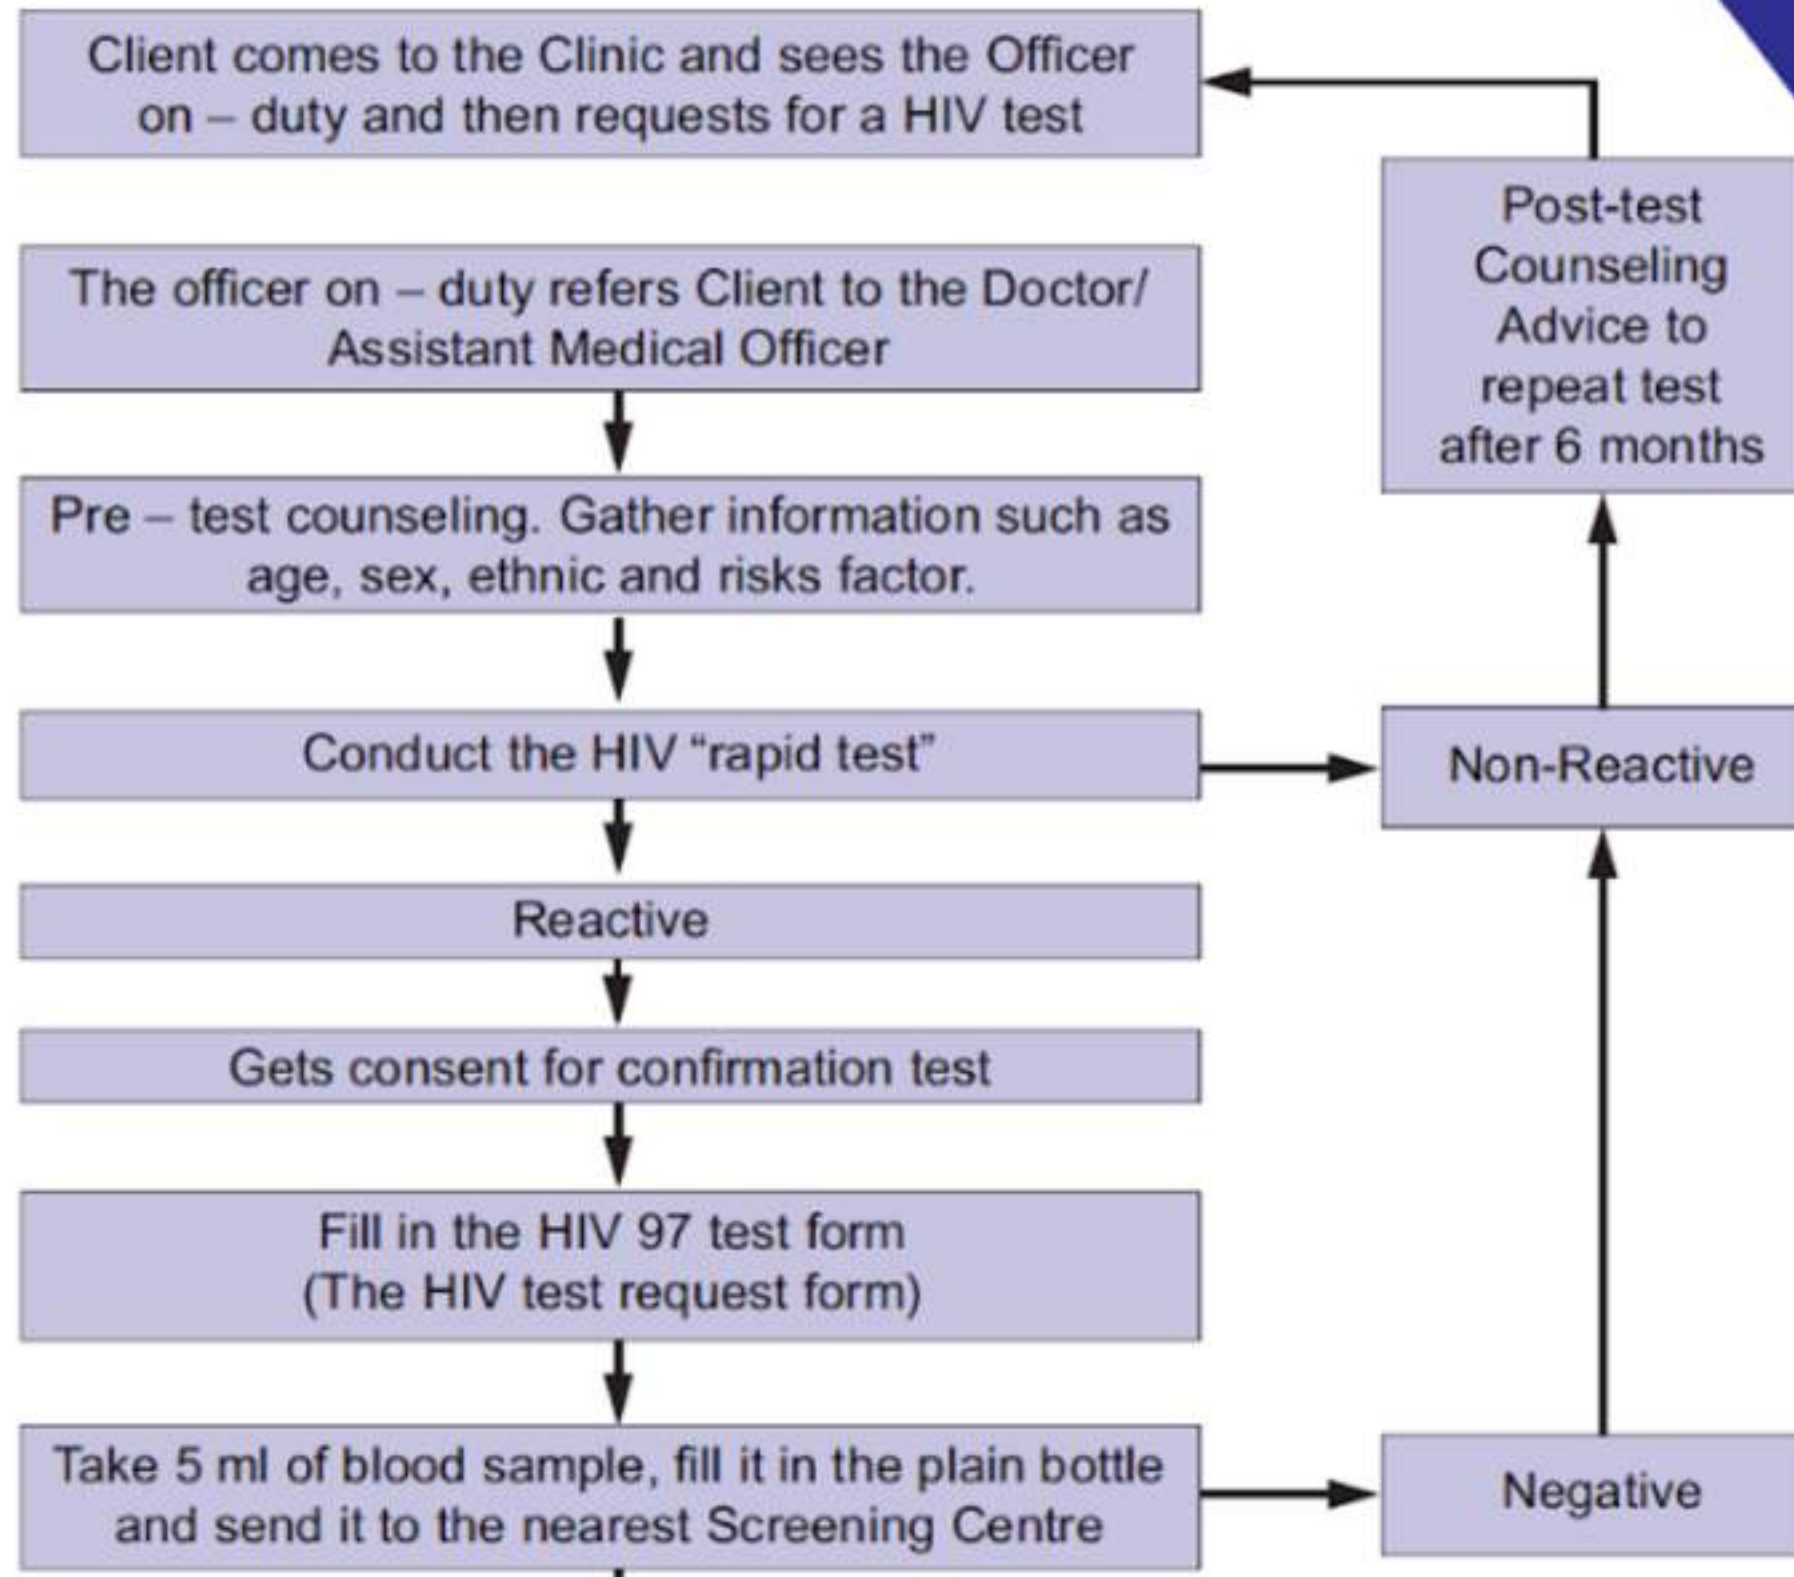 Client comes to the Clinic and sees the Officer
on – duty and then requests for a HIV test
The officer on – duty refers Client to the Doctor/
Assistant Medical Officer
Pre – test counseling. Gather information such as
age, sex, ethnic and risks factor.
Conduct the HIV “rapid test”
Reactive
Gets consent for confirmation test
Fill in the HIV 97 test form
(The HIV test request form)
Take 5 ml of blood sample, fill it in the plain bottle
and send it to the nearest Screening Centre
Post-test
Counseling
Advice to
repeat test
after 6 months
Non-Reactive
Negative